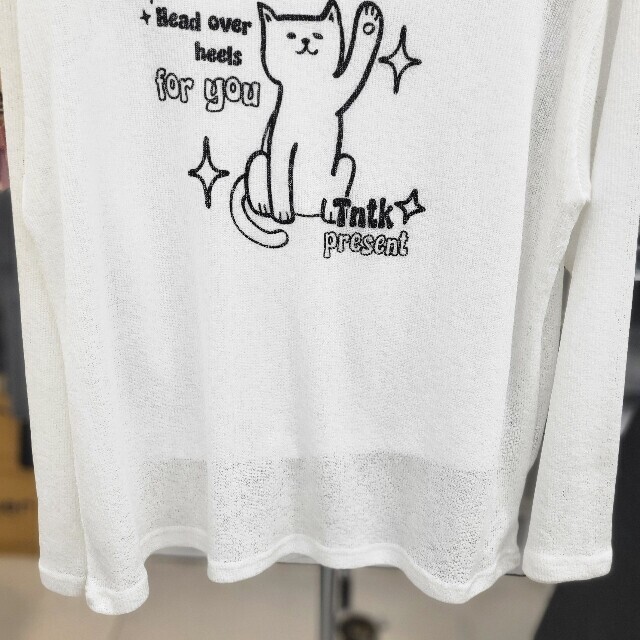 Head over
heels
for you
Tntk
present